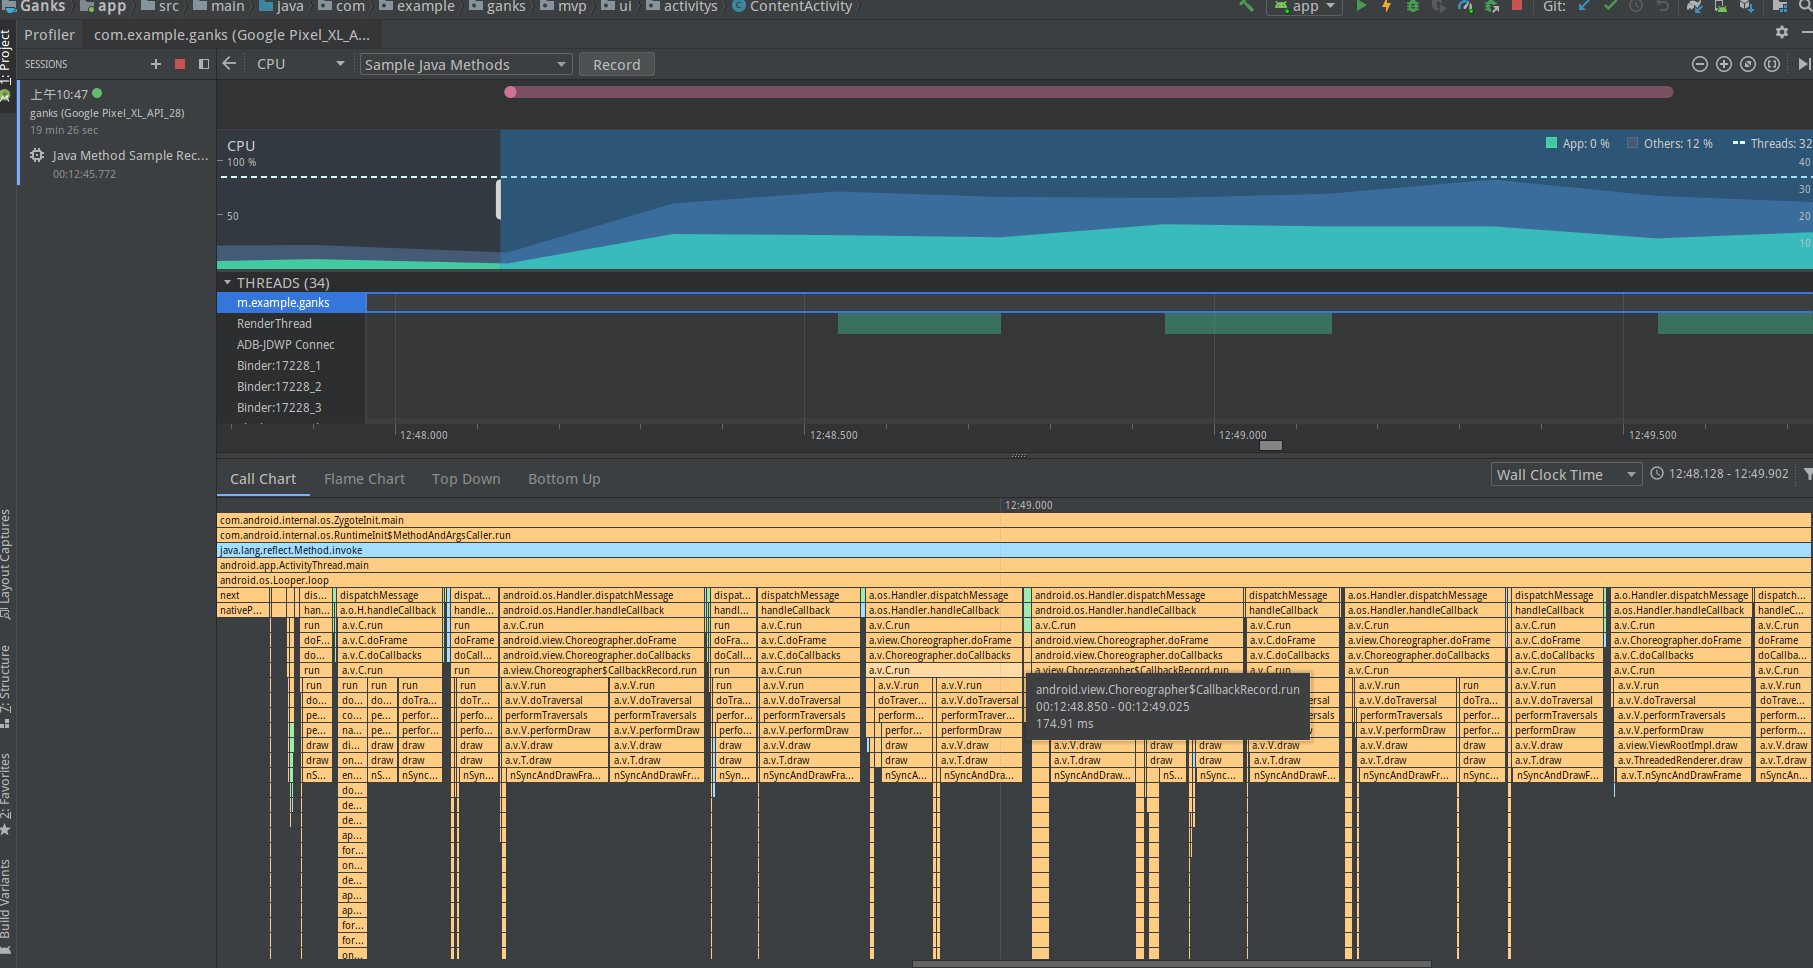 Ganks app src main java com example ganks mvp ui activitys ContentActivity app Git:
Profiler com.example.ganks (Google Pixel_XL_A...
SESSIONS CPU Sample Java Methods Record
上午10:47
ganks (Google Pixel_XL_API_28)
19 min 26 sec
Java Method Sample Rec...
00:12:45.772
1: Project
Layout Captures
7: Structure
2: Favorites
Build Variants
CPU App: 0 % Others: 12 % Threads: 32
100 % 40
30
50 20
10
THREADS (34)
m.example.ganks
RenderThread
ADB-JDWP Connec
Binder:17228_1
Binder:17228_2
Binder:17228_3
12:48.000 12:48.500 12:49.000 12:49.500
Call Chart Flame Chart Top Down Bottom Up Wall Clock Time 12:48.128 - 12:49.902
12:49.000
com.android.internal.os.ZygoteInit.main
com.android.internal.os.RuntimeInit$MethodAndArgsCaller.run
java.lang.reflect.Method.invoke
android.app.ActivityThread.main
android.os.Looper.loop
next dis... dispatchMessage dispat... android.os.Handler.dispatchMessage dispat... dispatchMessage a.os.Handler.dispatchMessage android.os.Handler.dispatchMessage dispatchMessage a.os.Handler.dispatchMessage dispatchMessage a.o.Handler.dispatchMessage dispatch...
nativeP... han... a.o.H.handleCallback handle... android.os.Handler.handleCallback handl... handleCallback a.os.Handler.handleCallback android.os.Handler.handleCallback handleCallback a.os.Handler.handleCallback handleCallback a.os.Handler.handleCallback handleC...
run a.v.C.run run a.v.C.run run a.v.C.run a.v.C.run a.v.C.run a.v.C.run a.v.C.run a.v.C.run a.v.C.run a.v.C.run
doF... a.v.C.doFrame doFrame android.view.Choreographer.doFrame doFra... a.v.C.doFrame a.view.Choreographer.doFrame android.view.Choreographer.doFrame a.v.C.doFrame a.view.Choreographer.doFrame a.v.C.doFrame a.v.Choreographer.doFrame doFrame
do... a.v.C.doCallbacks doCall... android.view.Choreographer.doCallbacks doCall... a.v.C.doCallbacks a.v.Choreographer.doCallbacks android.view.Choreographer.doCallbacks a.v.C.doCallbacks a.v.Choreographer.doCallbacks a.v.C.doCallbacks a.v.C.doCallbacks doCallba...
run a.v.C.run run a.view.Choreographer$CallbackRecord.run run a.v.C.run a.v.C.run a.view.Choreographer$CallbackRecord.run a.v.C.run a.v.C.run a.v.C.run a.v.C.run a.v.C.run
run run run run run a.v.V.run a.v.V.run run a.v.V.run a.v.V.run a.v.V.run a.v.V.run run a.v.V.run a.v.V.run a.v.V.run
doTra... do... do... doTra... doTr... a.v.V.doTraversal a.v.V.doTraversal doTr... a.v.V.doTraversal doTraver... a.v.V.doTraversal a.v.V.doTraversal doTra... a.v.V.doTraversal a.v.V.doTraversal doTraver...
pe... co... pe... perfor... perfo... performTraversals performTraversals perfo... performTraversals perform... performTraver... performTraversals perfor... performTraversals performTraversals perform...
pe... na... pe... perfor... perfor... a.v.V.performDraw a.v.V.performDraw perfo... a.v.V.performDraw perform... a.v.V.performD... a.v.V.performDraw perfor... a.v.V.performDraw a.v.V.performDraw perform...
draw di... draw draw draw a.v.V.draw a.v.V.draw draw a.v.V.draw draw a.v.V.draw a.v.V.draw draw draw a.v.V.draw a.v.V.draw draw a.v.V.draw a.view.ViewRootImpl.draw a.v.V.draw
draw on... draw draw draw a.v.T.draw a.v.T.draw draw a.v.T.draw draw a.v.T.draw a.v.T.draw draw draw a.v.T.draw a.v.T.draw draw a.v.T.draw a.v.ThreadedRenderer.draw a.v.T.draw
nS... en... nS... nSync... nSyn... nSyncAndDrawFra... nSyncAndDrawFr... nSyn... nSyncAndDrawFra... nSyncA... nSyncAndDra... nSyncAndDraw... nS... nSync... nSyncAndDrawF... nSyncAndDrawFr... nSync... nSyncAndDrawF... a.v.T.nSyncAndDrawFrame nSyncAn...
android.view.Choreographer$CallbackRecord.run
00:12:48.850 - 00:12:49.025
174.91 ms
do...
de...
de...
ap...
for...
on...
de...
ap...
ap...
for...
for...
on...